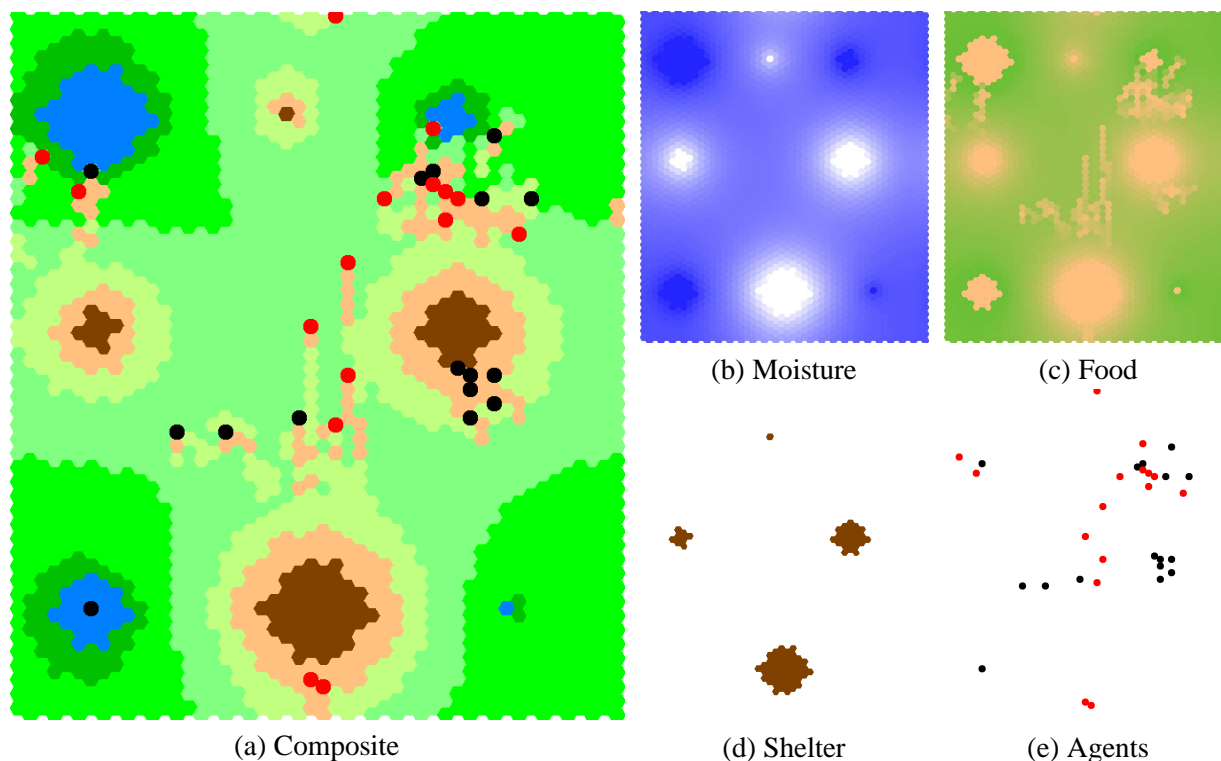 (b) Moisture
(c) Food
(a) Composite
(d) Shelter
(e) Agents